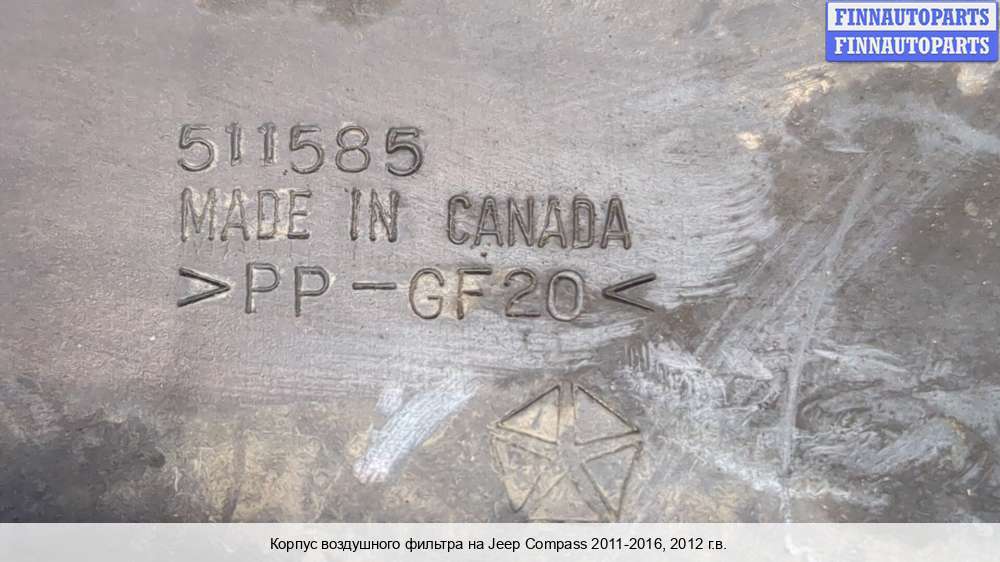 FINNAUTOPARTS
FINNAUTOPARTS
511585
MADE IN CANADA
>PP-GF20<
Корпус воздушного фильтра на Jeep Compass 2011-2016, 2012 г.в.